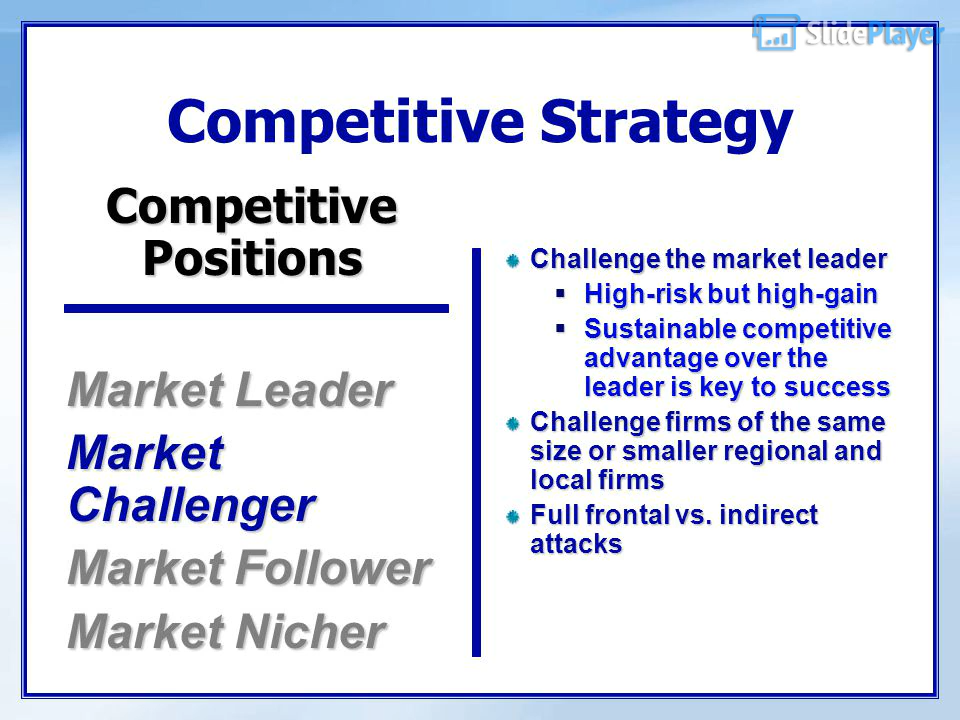 SlidePlayer
Competitive Strategy
Competitive
Positions
Market Leader
Market
Challenger
Market Follower
Market Nicher
Challenge the market leader
High-risk but high-gain
Sustainable competitive
advantage over the
leader is key to success
Challenge firms of the same
size or smaller regional and
local firms
Full frontal vs. indirect
attacks